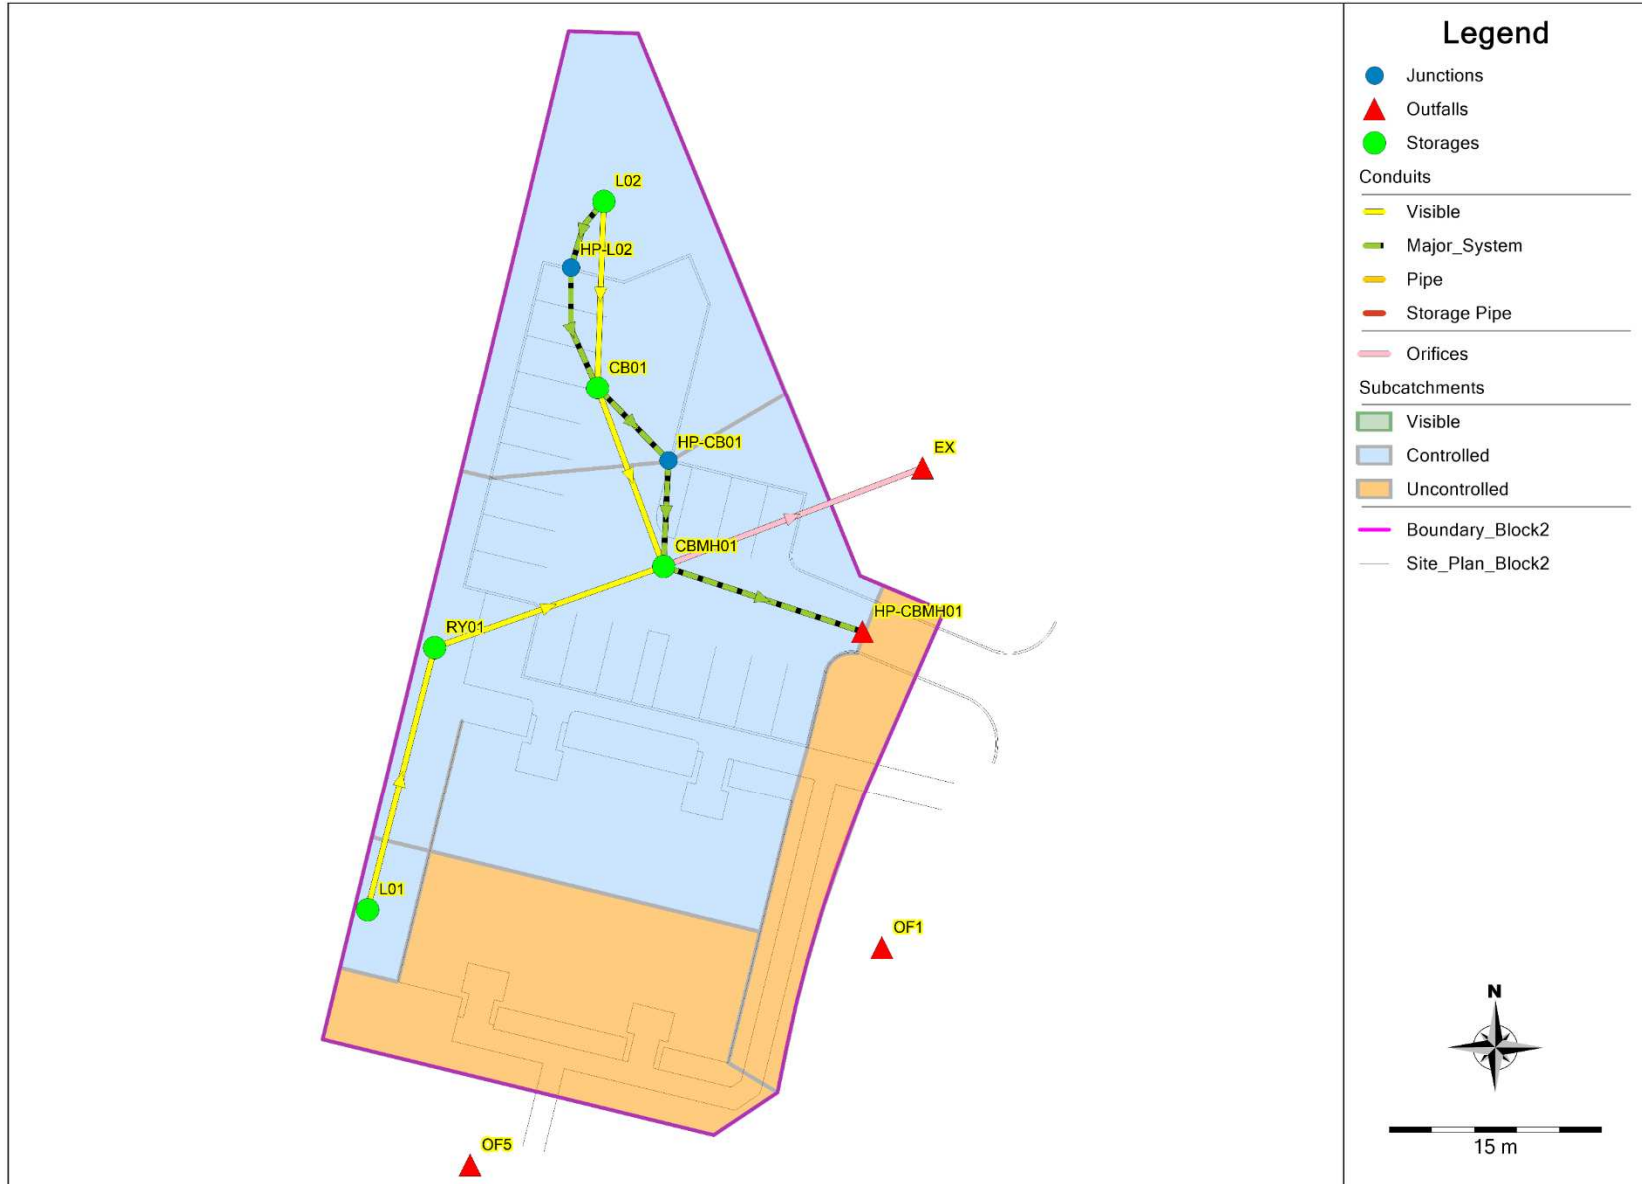 L02
HP-L02
CB01
HP-CB01
EX
CBMH01
HP-CBMH01
RY01
L01
OF1
OF5
Legend
Junctions
Outfalls
Storages
Conduits
Visible
Major_System
Pipe
Storage Pipe
Orifices
Subcatchments
Visible
Controlled
Uncontrolled
Boundary_Block2
Site_Plan_Block2
N
15 m